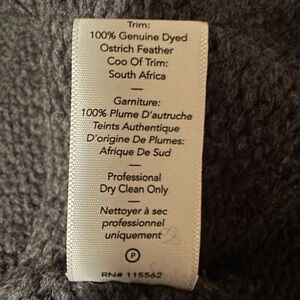 Trim:
100% Genuine Dyed
Ostrich Feather
Coo Of Trim:
South Africa
—
Garniture:
100% Plume D'autruche
Teints Authentique
D'origine De Plumes:
Afrique De Sud
—
Professional
Dry Clean Only
—
Nettoyer à sec
professionnel
uniquement
P
RN# 115562